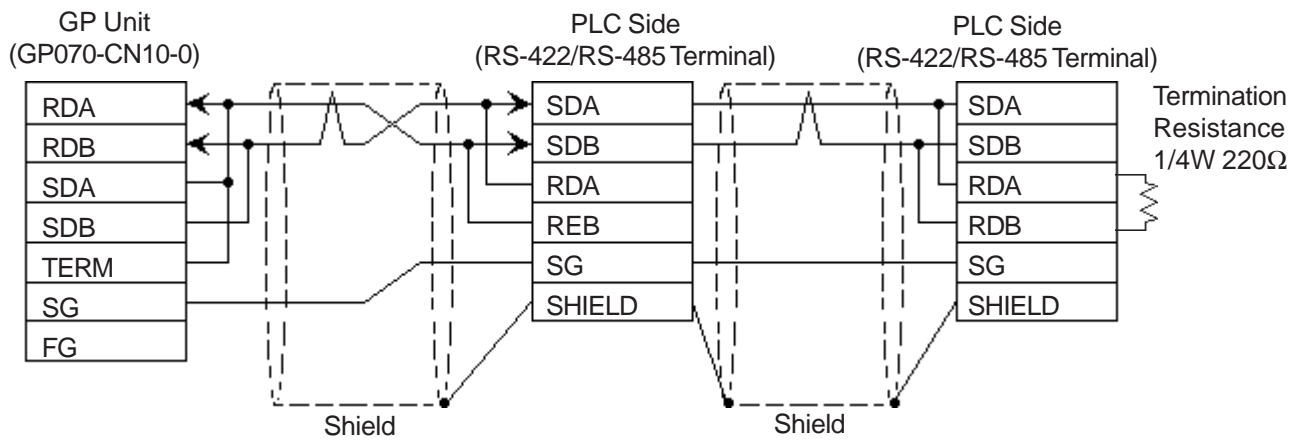 GP Unit
(GP070-CN10-0)
RDA
RDB
SDA
SDB
TERM
SG
FG
Shield
PLC Side
(RS-422/RS-485 Terminal)
SDA
SDB
RDA
REB
SG
SHIELD
Shield
PLC Side
(RS-422/RS-485 Terminal)
SDA
SDB
RDA
RDB
SG
SHIELD
Termination
Resistance
1/4W 220Ω